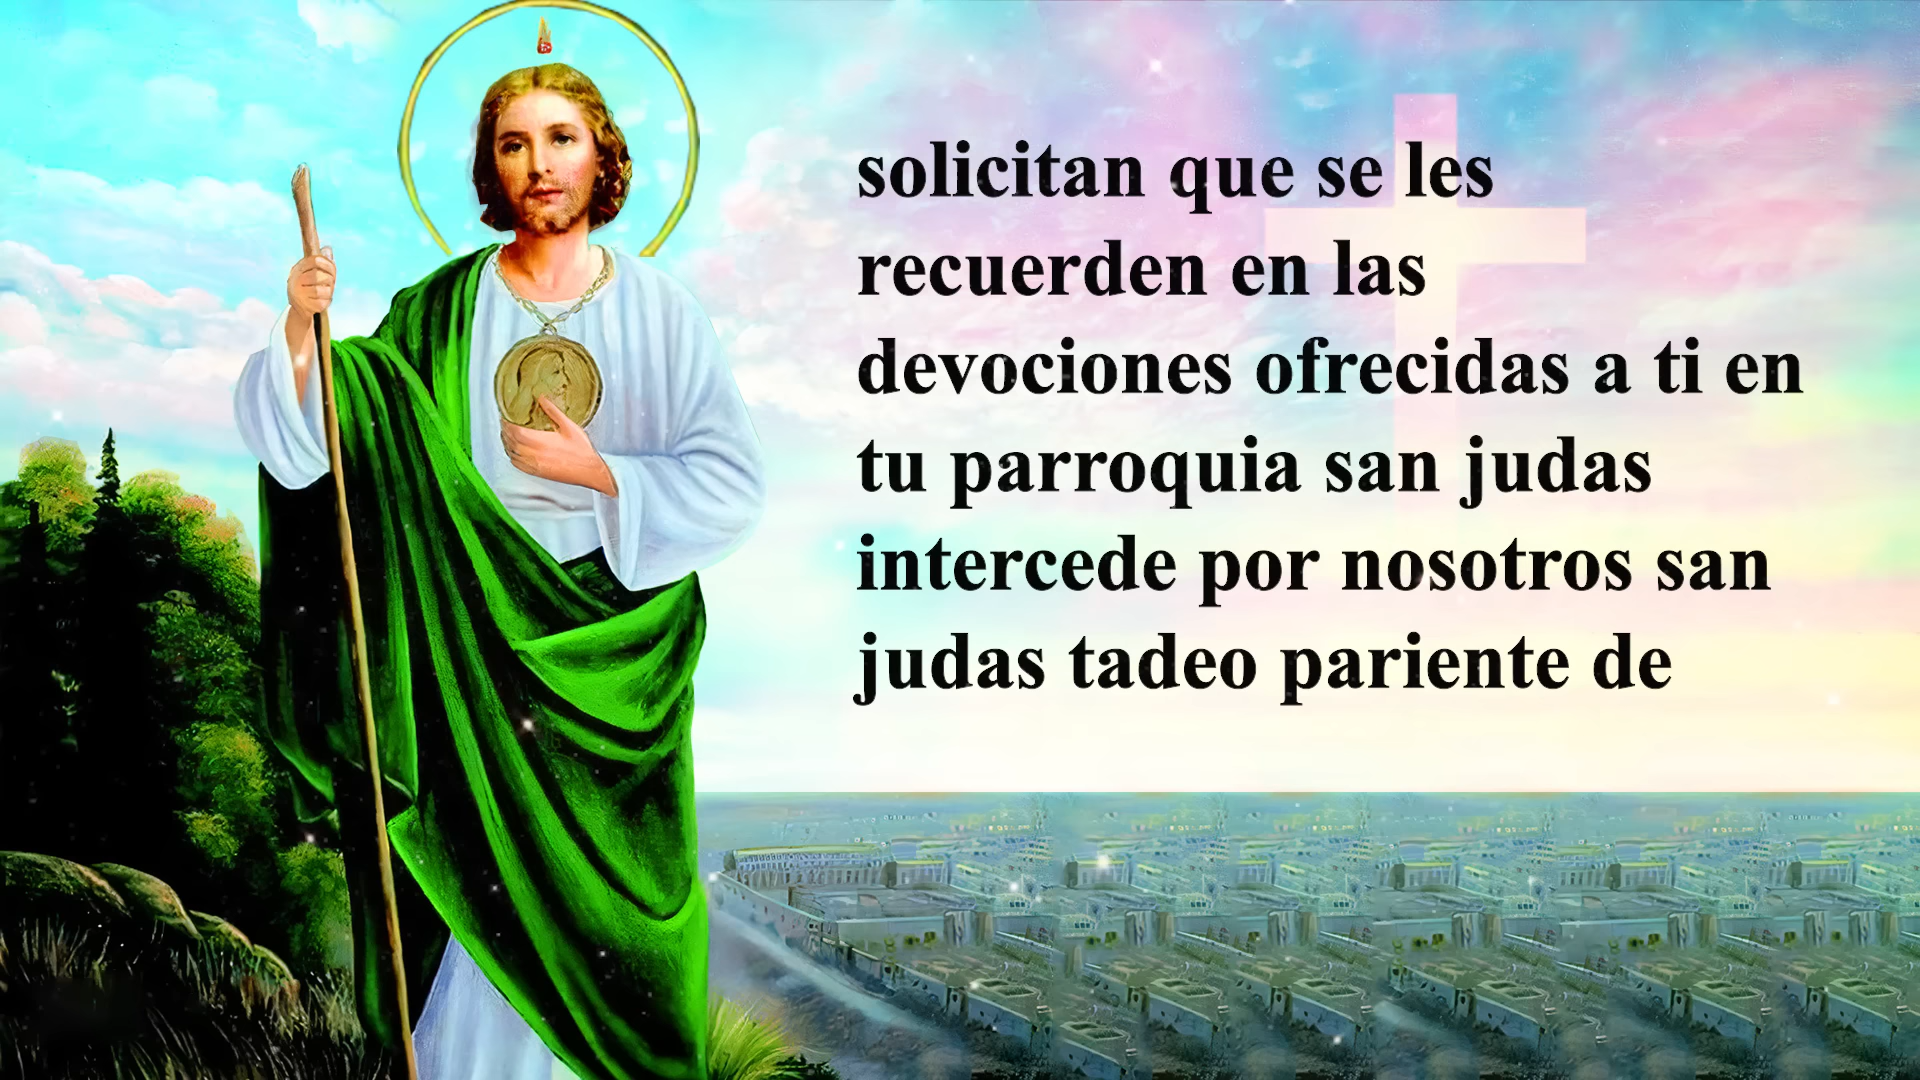 solicitan que se les
recuerden en las
devociones ofrecidas a ti en
tu parroquia san judas
intercede por nosotros san
judas tadeo pariente de